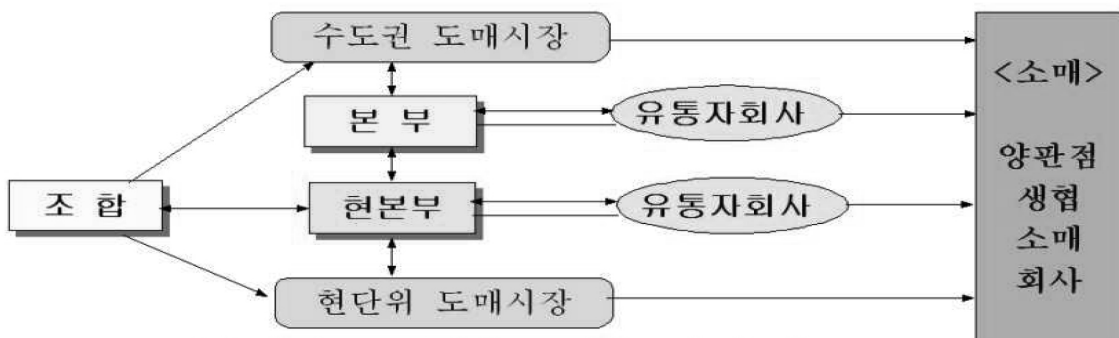 수도권 도매시장
본 부
유통자회사
조 합
현본부
유통자회사
현단위 도매시장
<소매>
양판점
생협
소매
회사